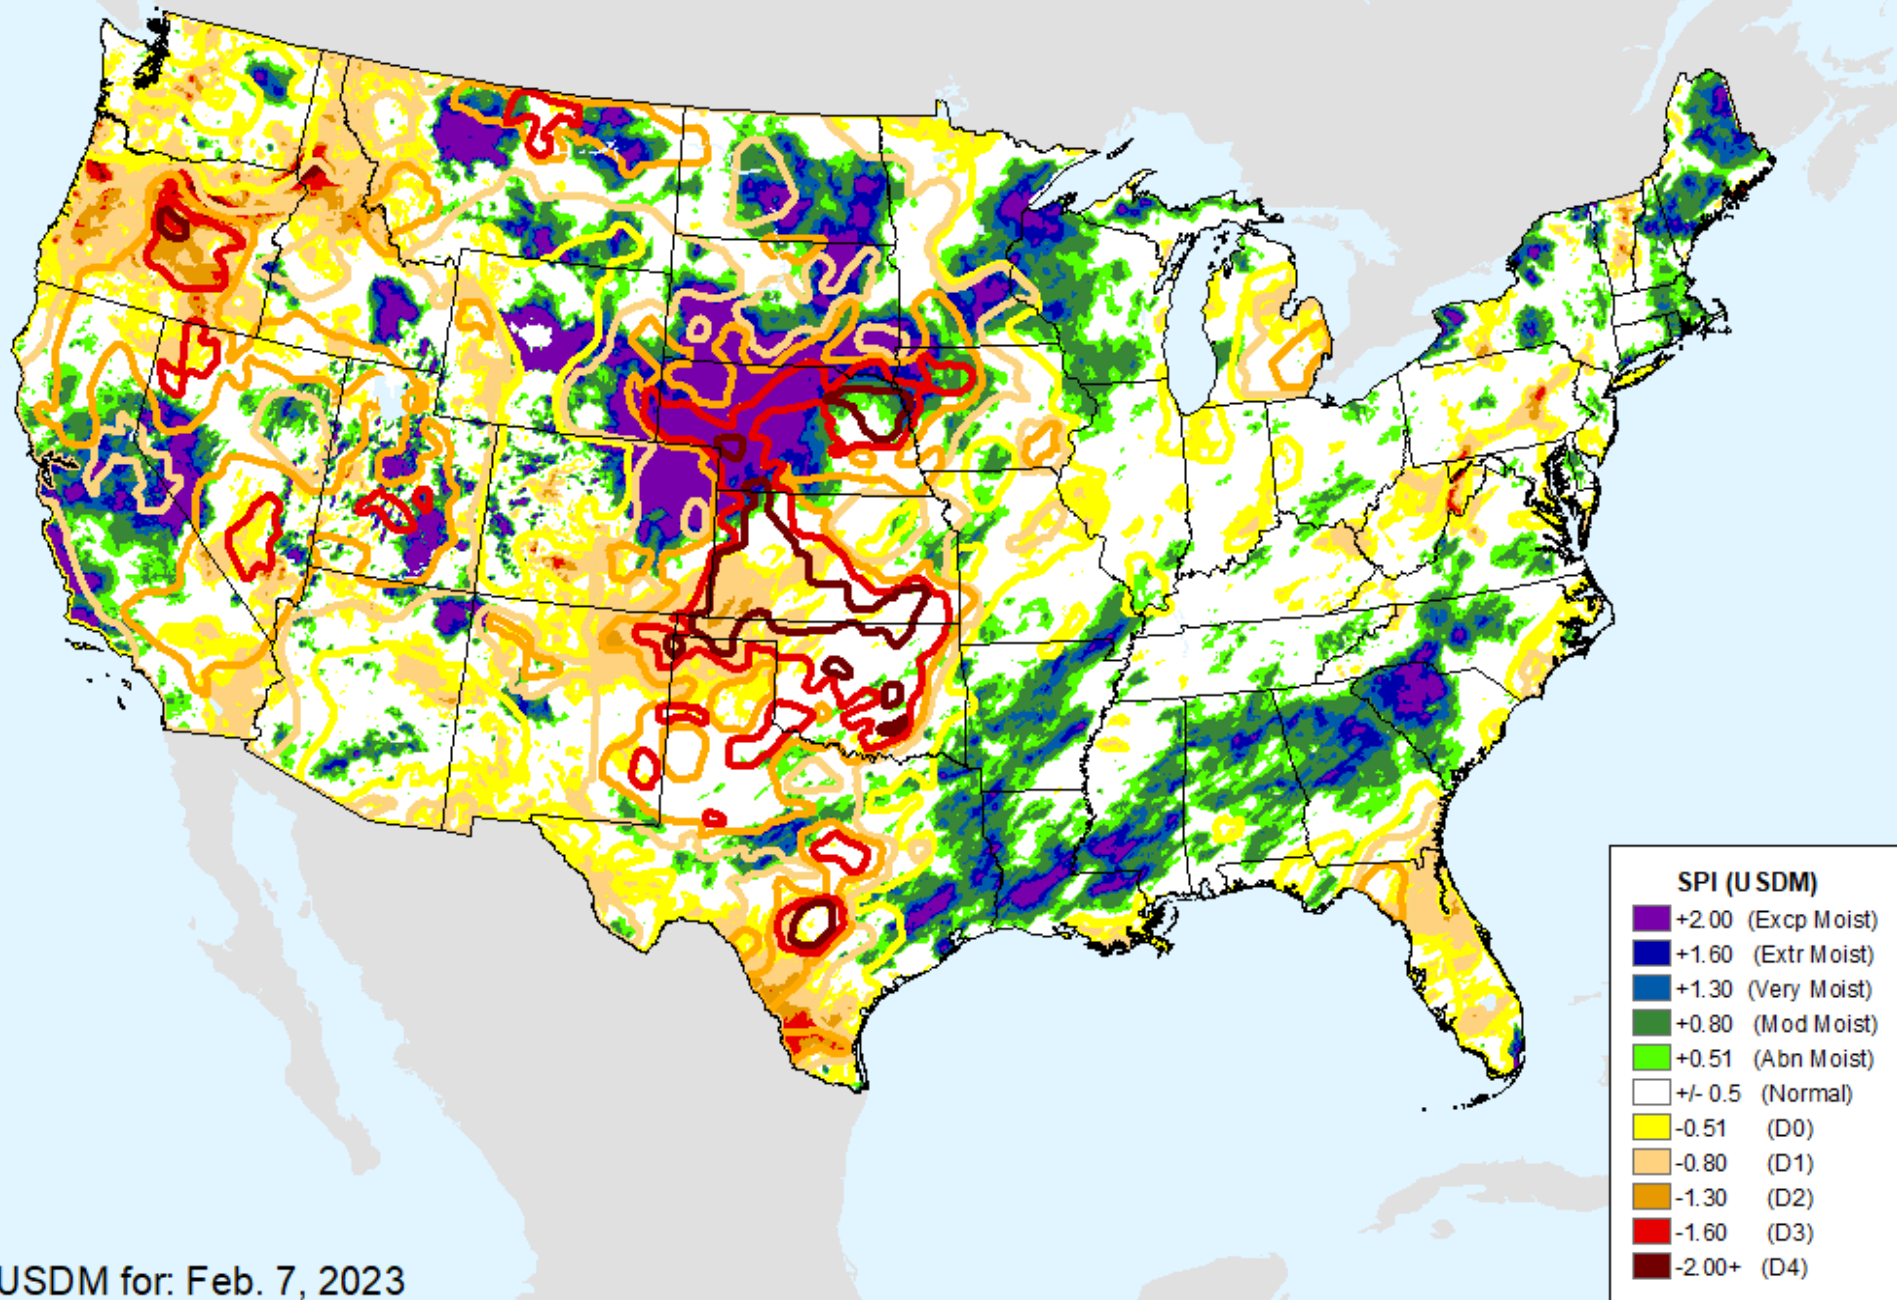 SPI (USDM)
+2.00 (Excp Moist)
+1.60 (Extr Moist)
+1.30 (Very Moist)
+0.80 (Mod Moist)
+0.51 (Abn Moist)
+/- 0.5 (Normal)
-0.51 (D0)
-0.80 (D1)
-1.30 (D2)
-1.60 (D3)
-2.00+ (D4)
USDM for: Feb. 7, 2023